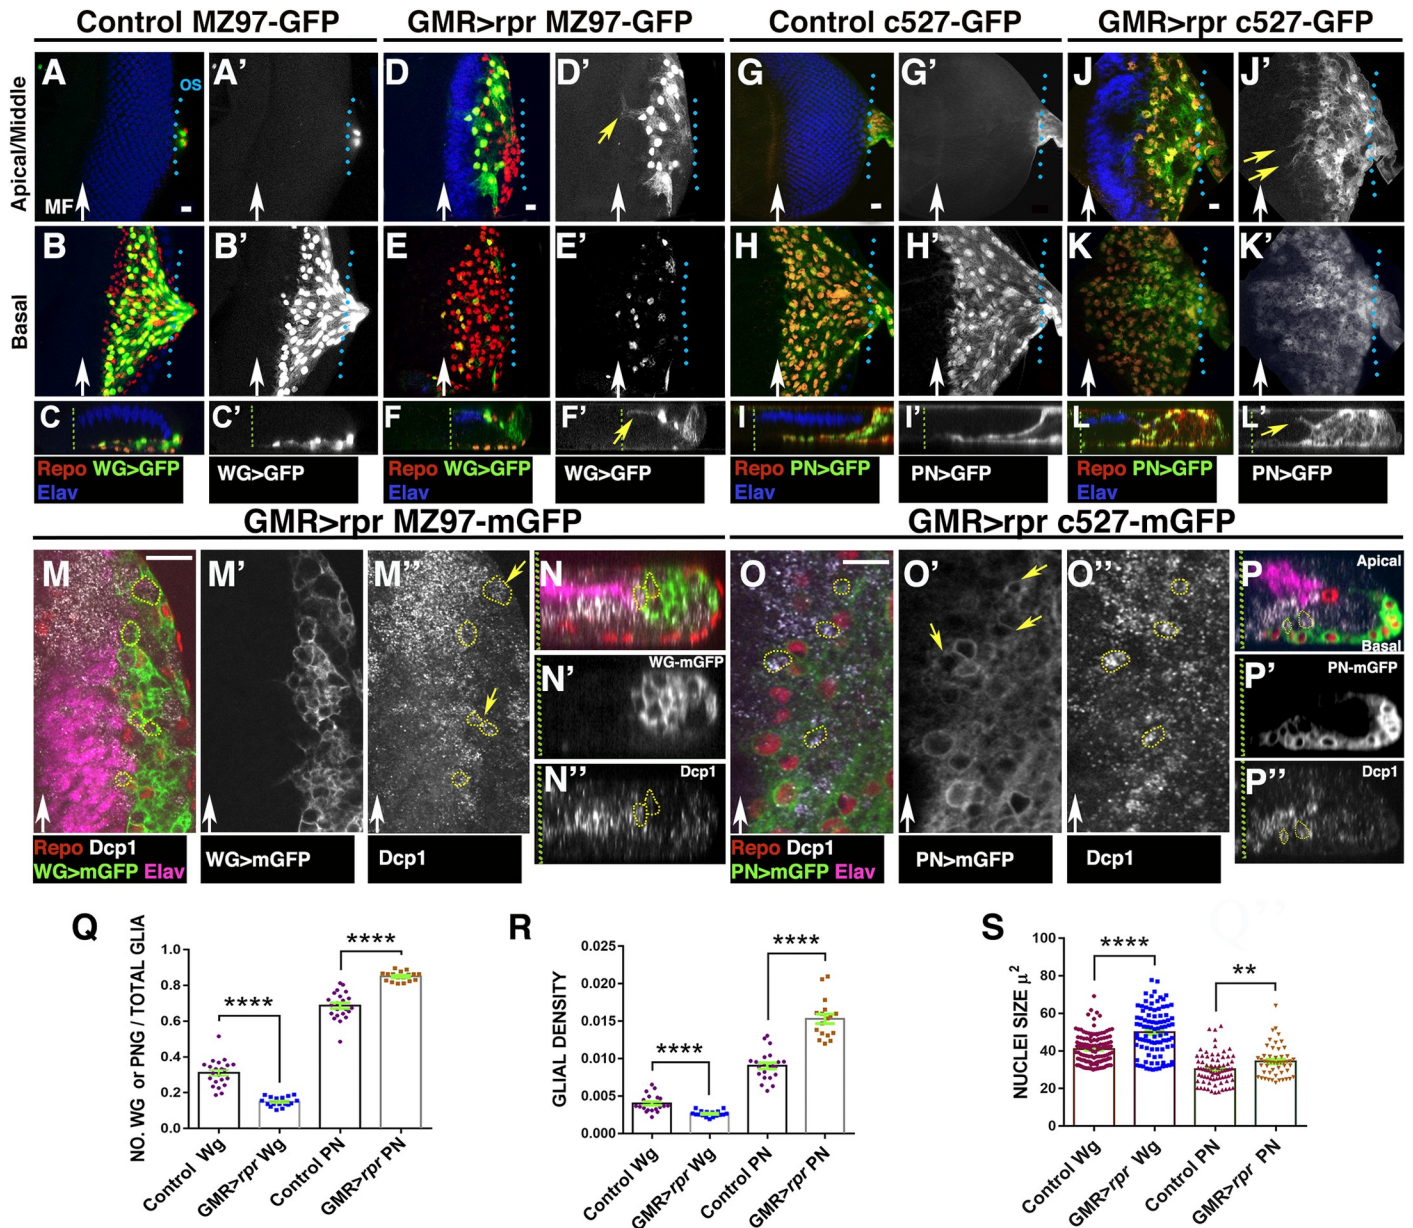 Control MZ97-GFP
GMR>rpr MZ97-GFP
Control c527-GFP
GMR>rpr c527-GFP
Apical/Middle
A
OS
MF
A’
D
D’
G
G’
J
J’
Basal
B
B’
E
E’
H
H’
K
K’
C
C’
F
F’
I
I’
L
L’
Repo WG>GFP
Elav
WG>GFP
Repo WG>GFP
Elav
WG>GFP
Repo PN>GFP
Elav
PN>GFP
Repo PN>GFP
Elav
PN>GFP
GMR>rpr MZ97-mGFP
GMR>rpr c527-mGFP
M
M’
M’’
N
O
O’
O’’
P
Apical
Basal
N’
WG-mGFP
P’
PN-mGFP
N’’
Dcp1
P’’
Dcp1
Repo Dcp1
WG>mGFP Elav
WG>mGFP
Dcp1
Repo Dcp1
PN>mGFP Elav
PN>mGFP
Dcp1
Q
NO. WG or PNG / TOTAL GLIA
1.0
0.8
0.6
0.4
0.2
0.0
****
****
Control Wg
GMR>rpr Wg
Control PN
GMR>rpr PN
R
GLIAL DENSITY
0.025
0.020
0.015
0.010
0.005
0.000
****
****
Control Wg
GMR>rpr Wg
Control PN
GMR>rpr PN
Q’’
S
NUCLEI SIZE μ²
100
80
60
40
20
0
****
**
Control Wg
GMR>rpr Wg
Control PN
GMR>rpr PN